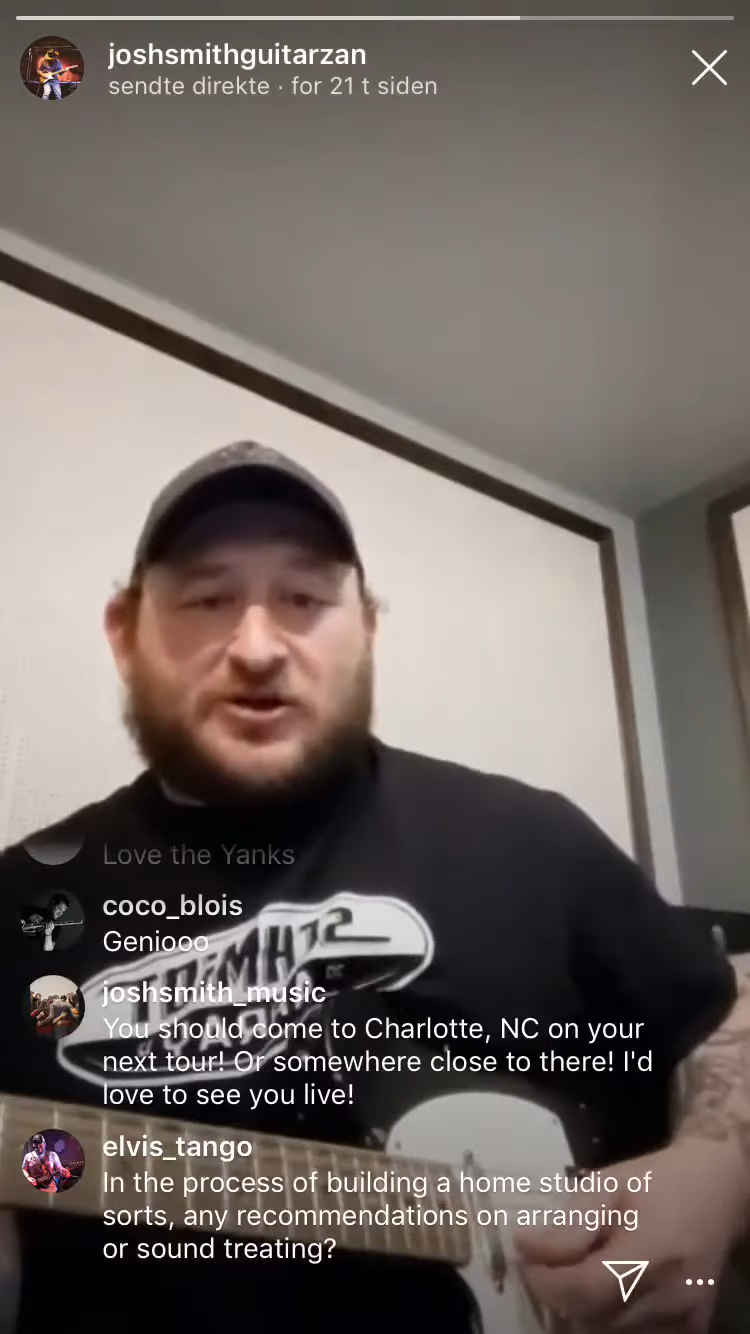 joshsmithguitarzan
sendte direkte · for 21 t siden
Love the Yanks
coco_blois
Geniooo
joshsmith_music
You should come to Charlotte, NC on your
next tour! Or somewhere close to there! I'd
love to see you live!
elvis_tango
In the process of building a home studio of
sorts, any recommendations on arranging
or sound treating?